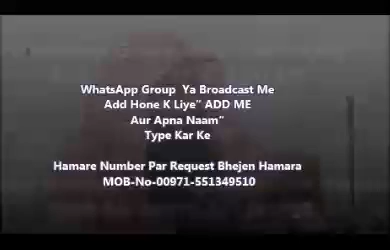 WhatsApp Group Ya Broadcast Me
Add Hone K Liye" ADD ME
Aur Apna Naam"
Type Kar Ke
Hamare Number Par Request Bhejen Hamara
MOB-No-00971-551349510